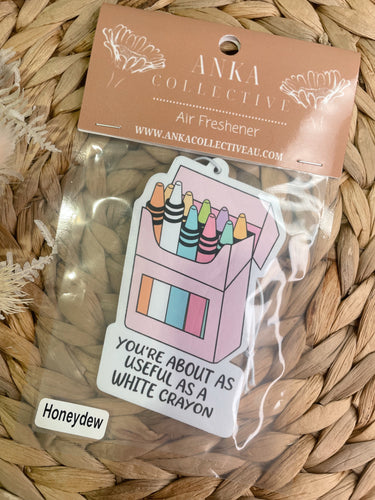 ANKA
COLLECTIVE
Air Freshener
WWW.ANKACOLLECTIVEAU.COM
YOU'RE ABOUT AS
USEFUL AS A
WHITE CRAYON
Honeydew